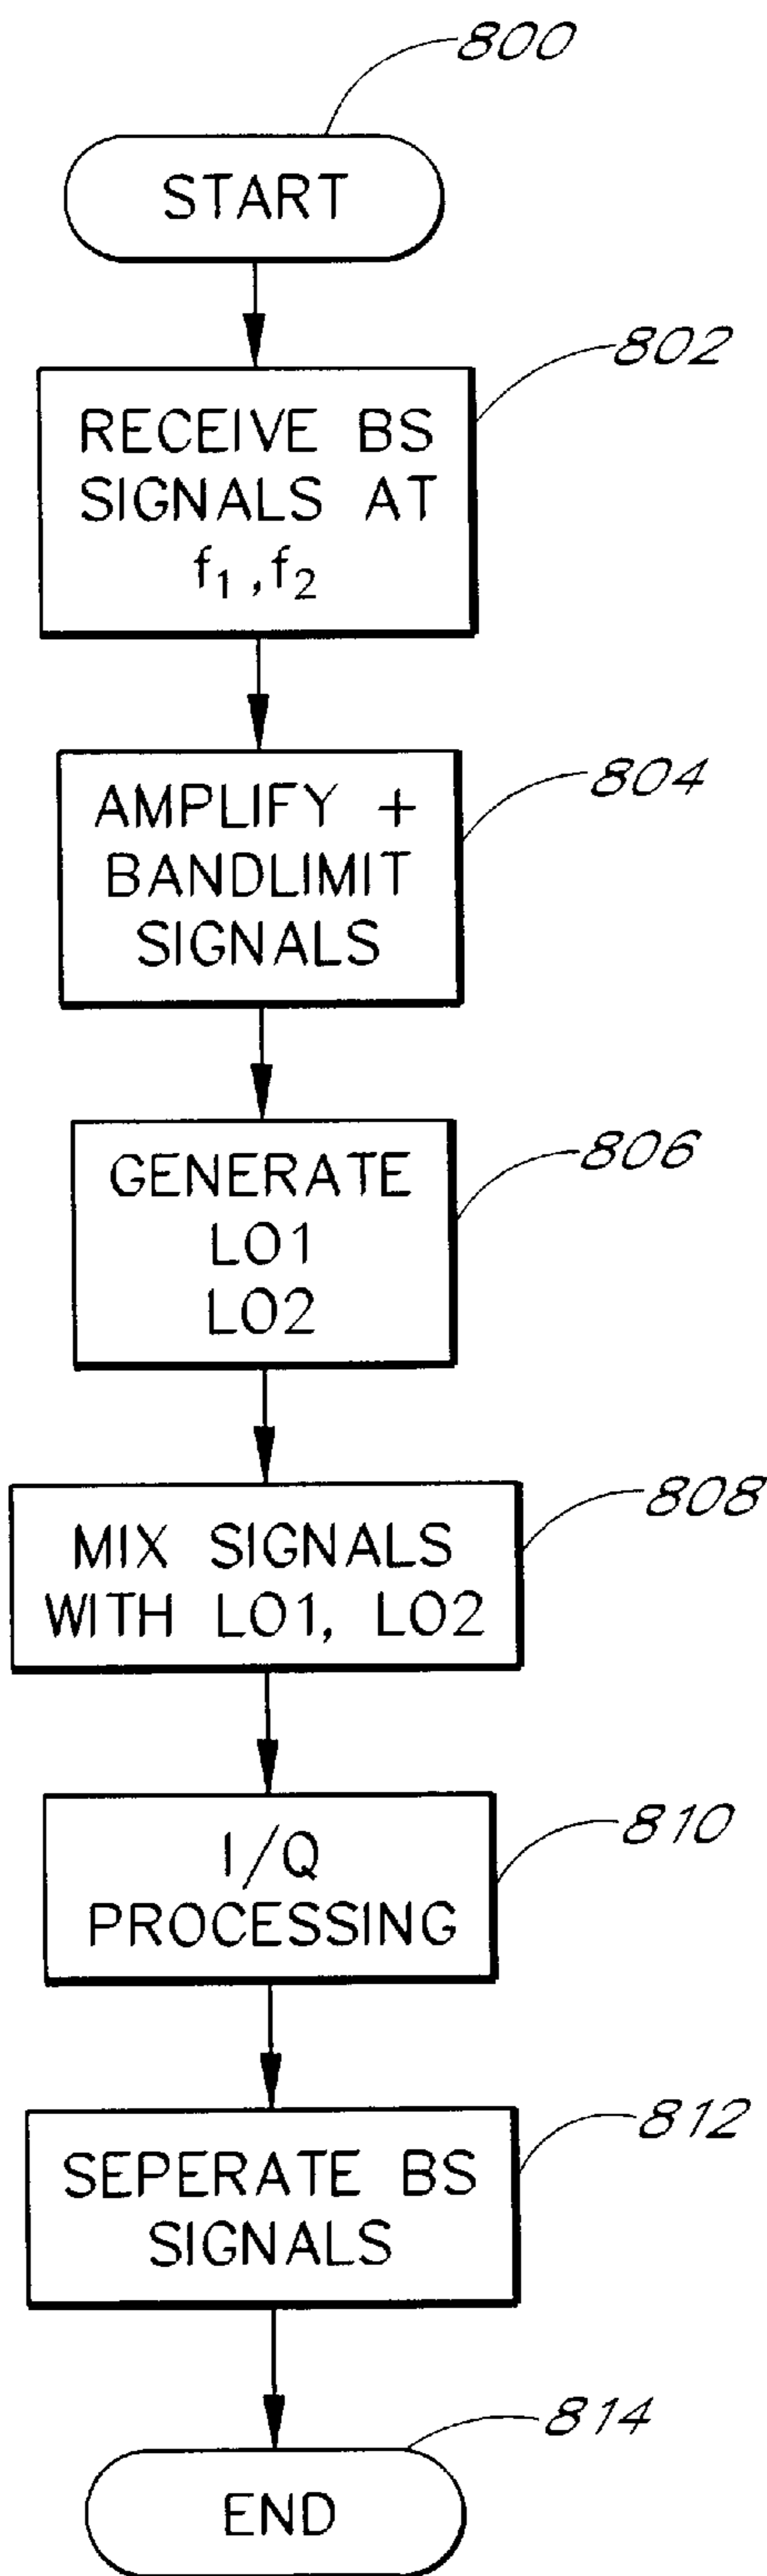 800
START
802
RECEIVE BS
SIGNALS AT
f₁, f₂
804
AMPLIFY +
BANDLIMIT
SIGNALS
806
GENERATE
LO1
LO2
808
MIX SIGNALS
WITH LO1, LO2
810
I/Q
PROCESSING
812
SEPERATE BS
SIGNALS
814
END